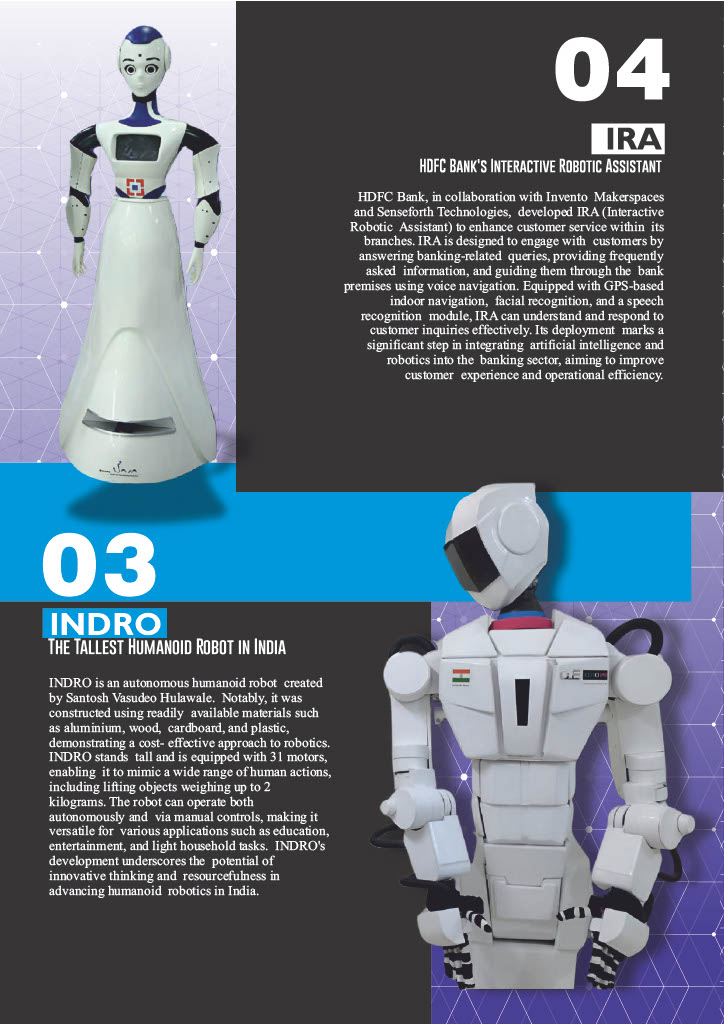 04
IRA
HDFC Bank's Interactive Robotic Assistant
HDFC Bank, in collaboration with Invento Makerspaces
and Senseforth Technologies, developed IRA (Interactive
Robotic Assistant) to enhance customer service within its
branches. IRA is designed to engage with customers by
answering banking-related queries, providing frequently
asked information, and guiding them through the bank
premises using voice navigation. Equipped with GPS-based
indoor navigation, facial recognition, and a speech
recognition module, IRA can understand and respond to
customer inquiries effectively. Its deployment marks a
significant step in integrating artificial intelligence and
robotics into the banking sector, aiming to improve
customer experience and operational efficiency.
03
INDRO
The Tallest Humanoid Robot in India
INDRO is an autonomous humanoid robot created
by Santosh Vasudeo Hulawale. Notably, it was
constructed using readily available materials such
as aluminium, wood, cardboard, and plastic,
demonstrating a cost- effective approach to robotics.
INDRO stands tall and is equipped with 31 motors,
enabling it to mimic a wide range of human actions,
including lifting objects weighing up to 2
kilograms. The robot can operate both
autonomously and via manual controls, making it
versatile for various applications such as education,
entertainment, and light household tasks. INDRO's
development underscores the potential of
innovative thinking and resourcefulness in
advancing humanoid robotics in India.